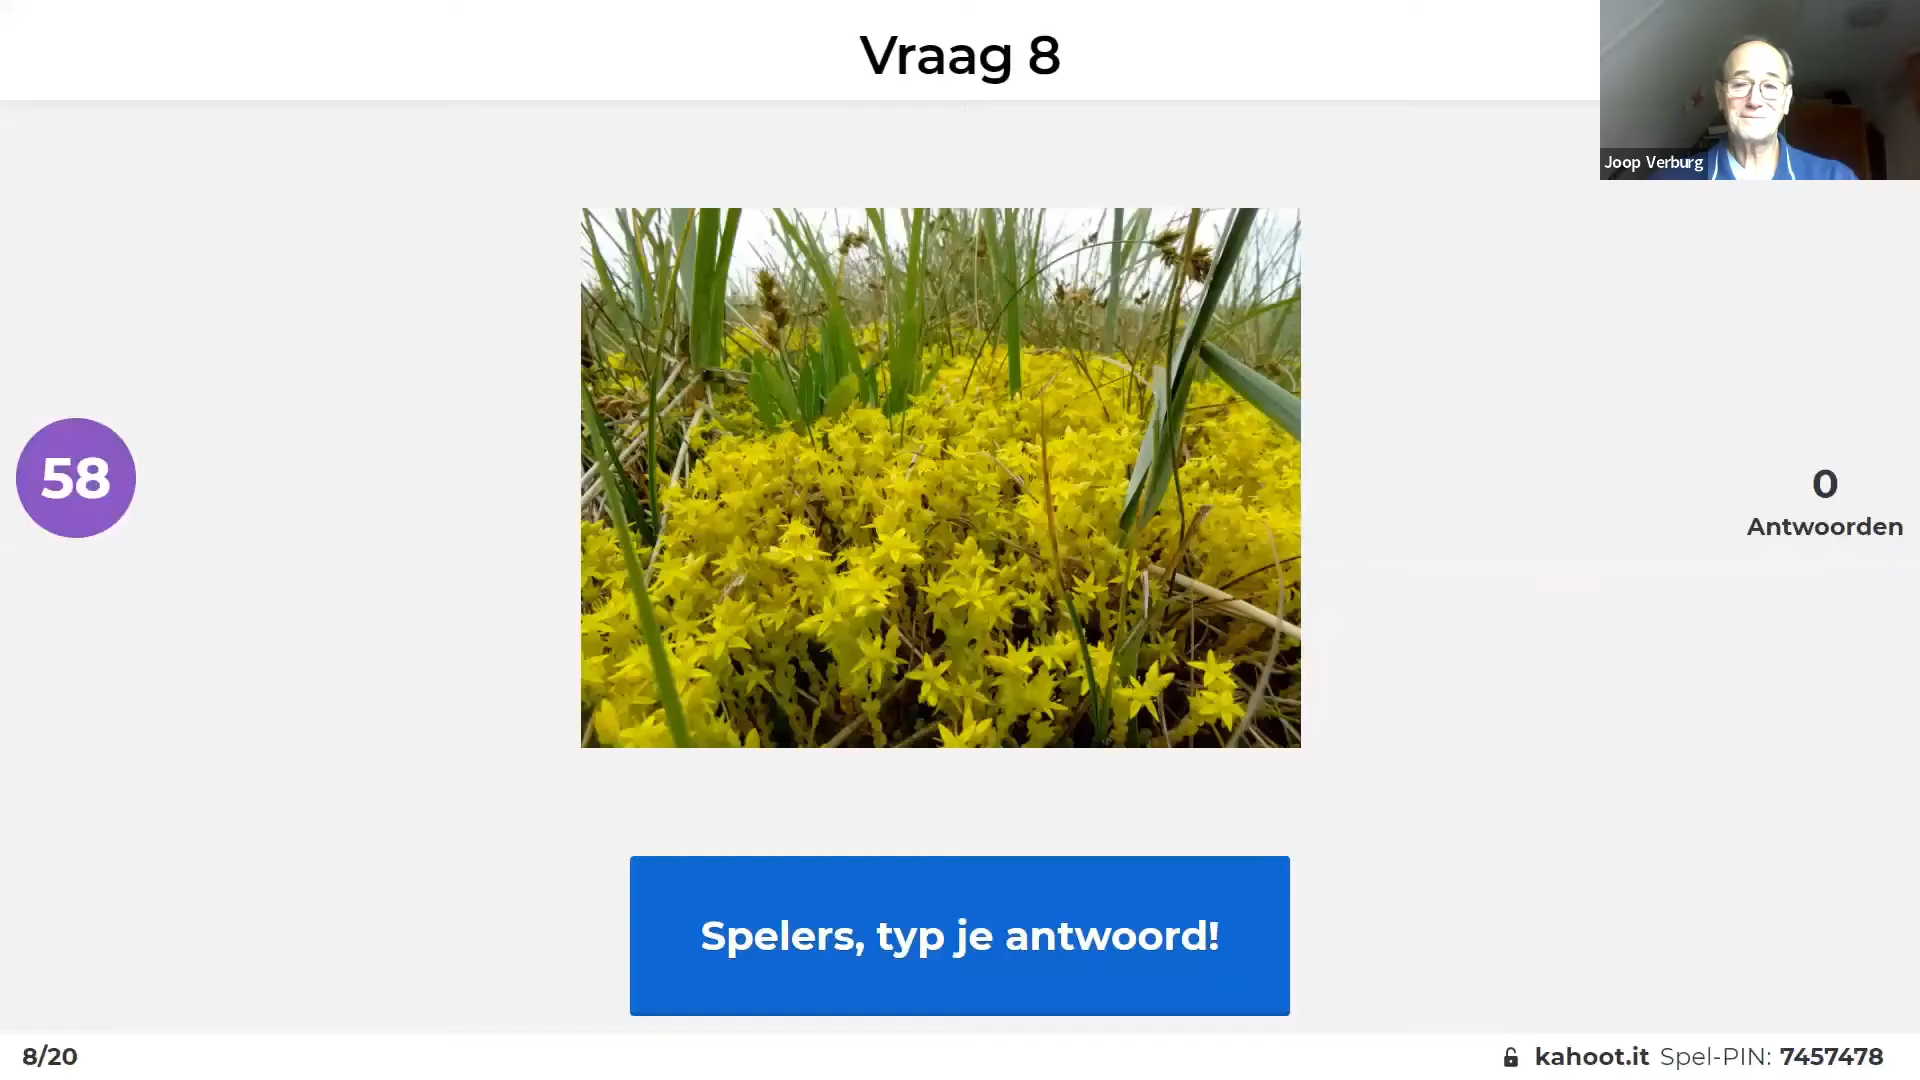 Vraag 8
Joop Verburg
58
0
Antwoorden
Spelers, typ je antwoord!
8/20
kahoot.it Spel-PIN: 7457478